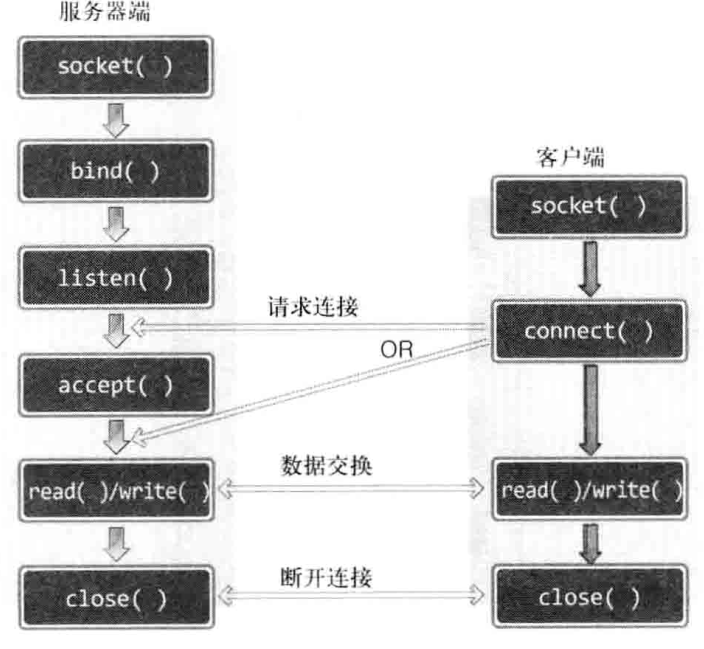 服务器端
socket( )
bind( )
listen( )
accept( )
read( )/write( )
close( )
请求连接
OR
数据交换
断开连接
客户端
socket( )
connect( )
read( )/write( )
close( )